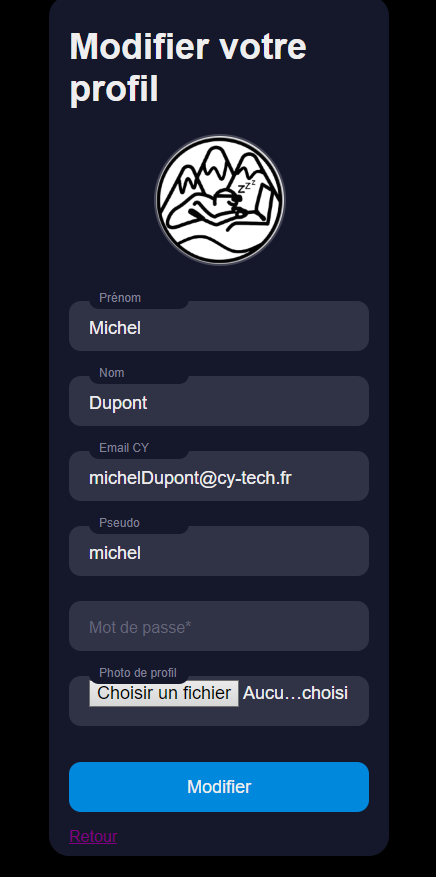 Modifier votre
profil
zzz
Prénom
Michel
Nom
Dupont
Email CY
michelDupont@cy-tech.fr
Pseudo
michel
Mot de passe*
Photo de profil
Choisir un fichier Aucu…choisi
Modifier
Retour